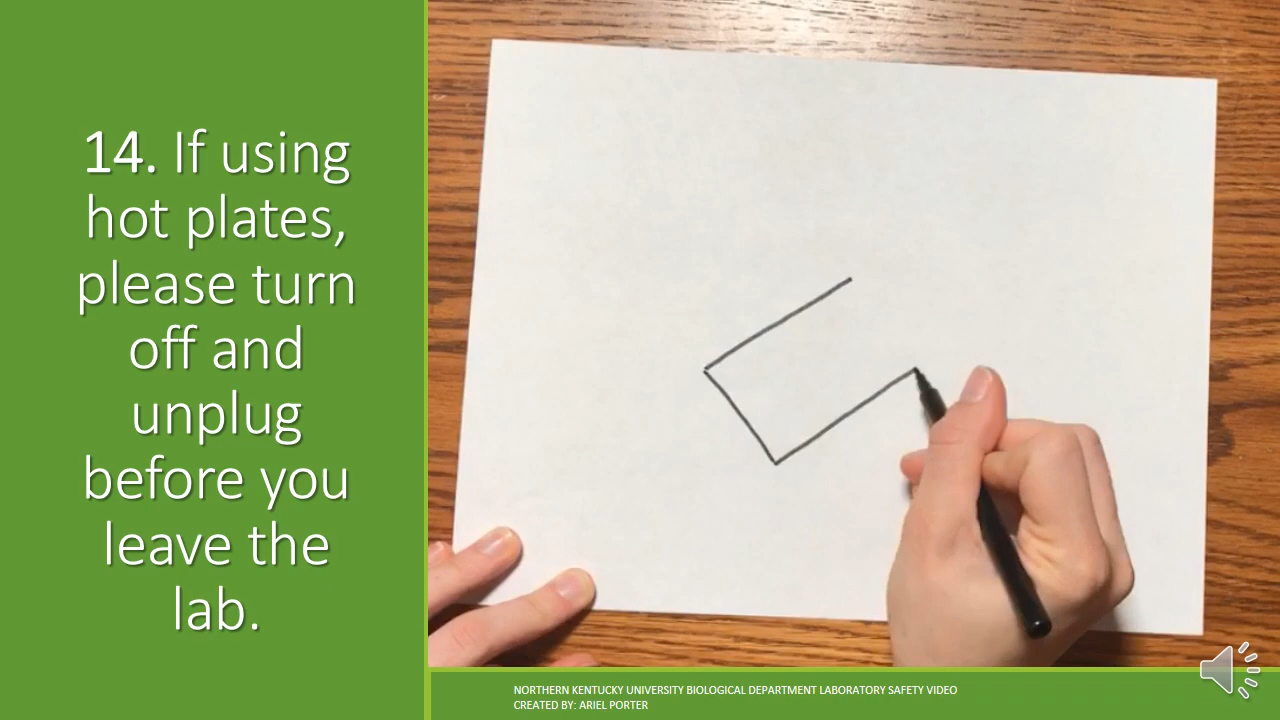 14. If using
hot plates,
please turn
off and
unplug
before you
leave the
lab.
NORTHERN KENTUCKY UNIVERSITY BIOLOGICAL DEPARTMENT LABORATORY SAFETY VIDEO
CREATED BY: ARIEL PORTER